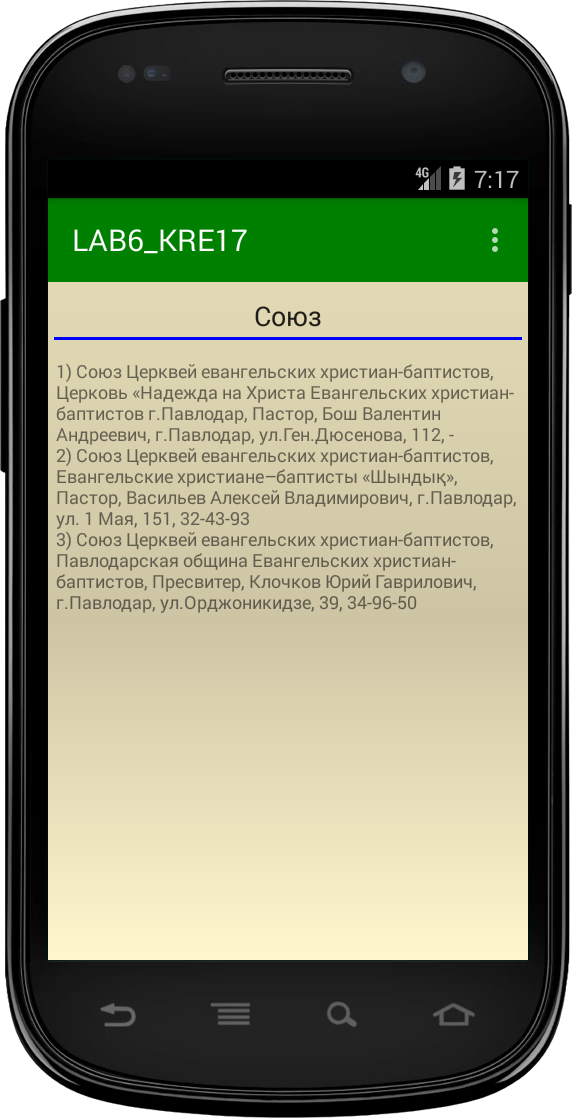 4G 7:17
LAB6_KRE17
Союз
1) Союз Церквей евангельских христиан-баптистов,
Церковь «Надежда на Христа Евангельских христиан-
баптистов г.Павлодар, Пастор, Бош Валентин
Андреевич, г.Павлодар, ул.Ген.Дюсенова, 112, -
2) Союз Церквей евангельских христиан-баптистов,
Евангельские христиане–баптисты «Шындық»,
Пастор, Васильев Алексей Владимирович, г.Павлодар,
ул. 1 Мая, 151, 32-43-93
3) Союз Церквей евангельских христиан-баптистов,
Павлодарская община Евангельских христиан-
баптистов, Пресвитер, Клочков Юрий Гаврилович,
г.Павлодар, ул.Орджоникидзе, 39, 34-96-50